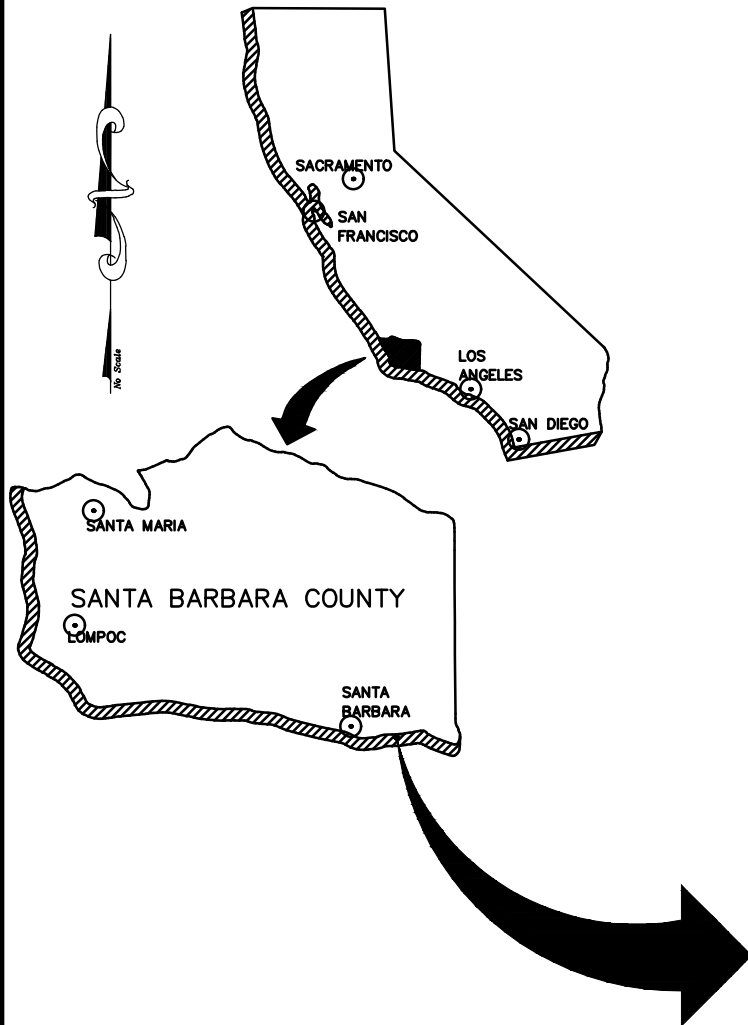 SACRAMENTO
SAN
FRANCISCO
No Scale
LOS
ANGELES
SAN DIEGO
SANTA MARIA
SANTA BARBARA COUNTY
LOMPOC
SANTA
BARBARA